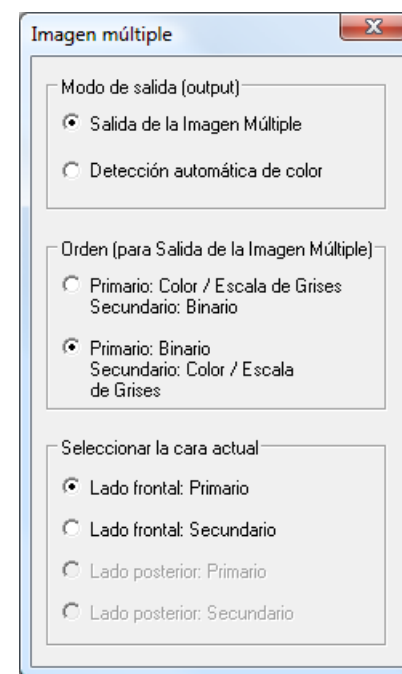 Imagen múltiple
Modo de salida (output)
Salida de la Imagen Múltiple
Detección automática de color
Orden (para Salida de la Imagen Múltiple)
Primario: Color / Escala de Grises
Secundario: Binario
Primario: Binario
Secundario: Color / Escala
de Grises
Seleccionar la cara actual
Lado frontal: Primario
Lado frontal: Secundario
Lado posterior: Primario
Lado posterior: Secundario